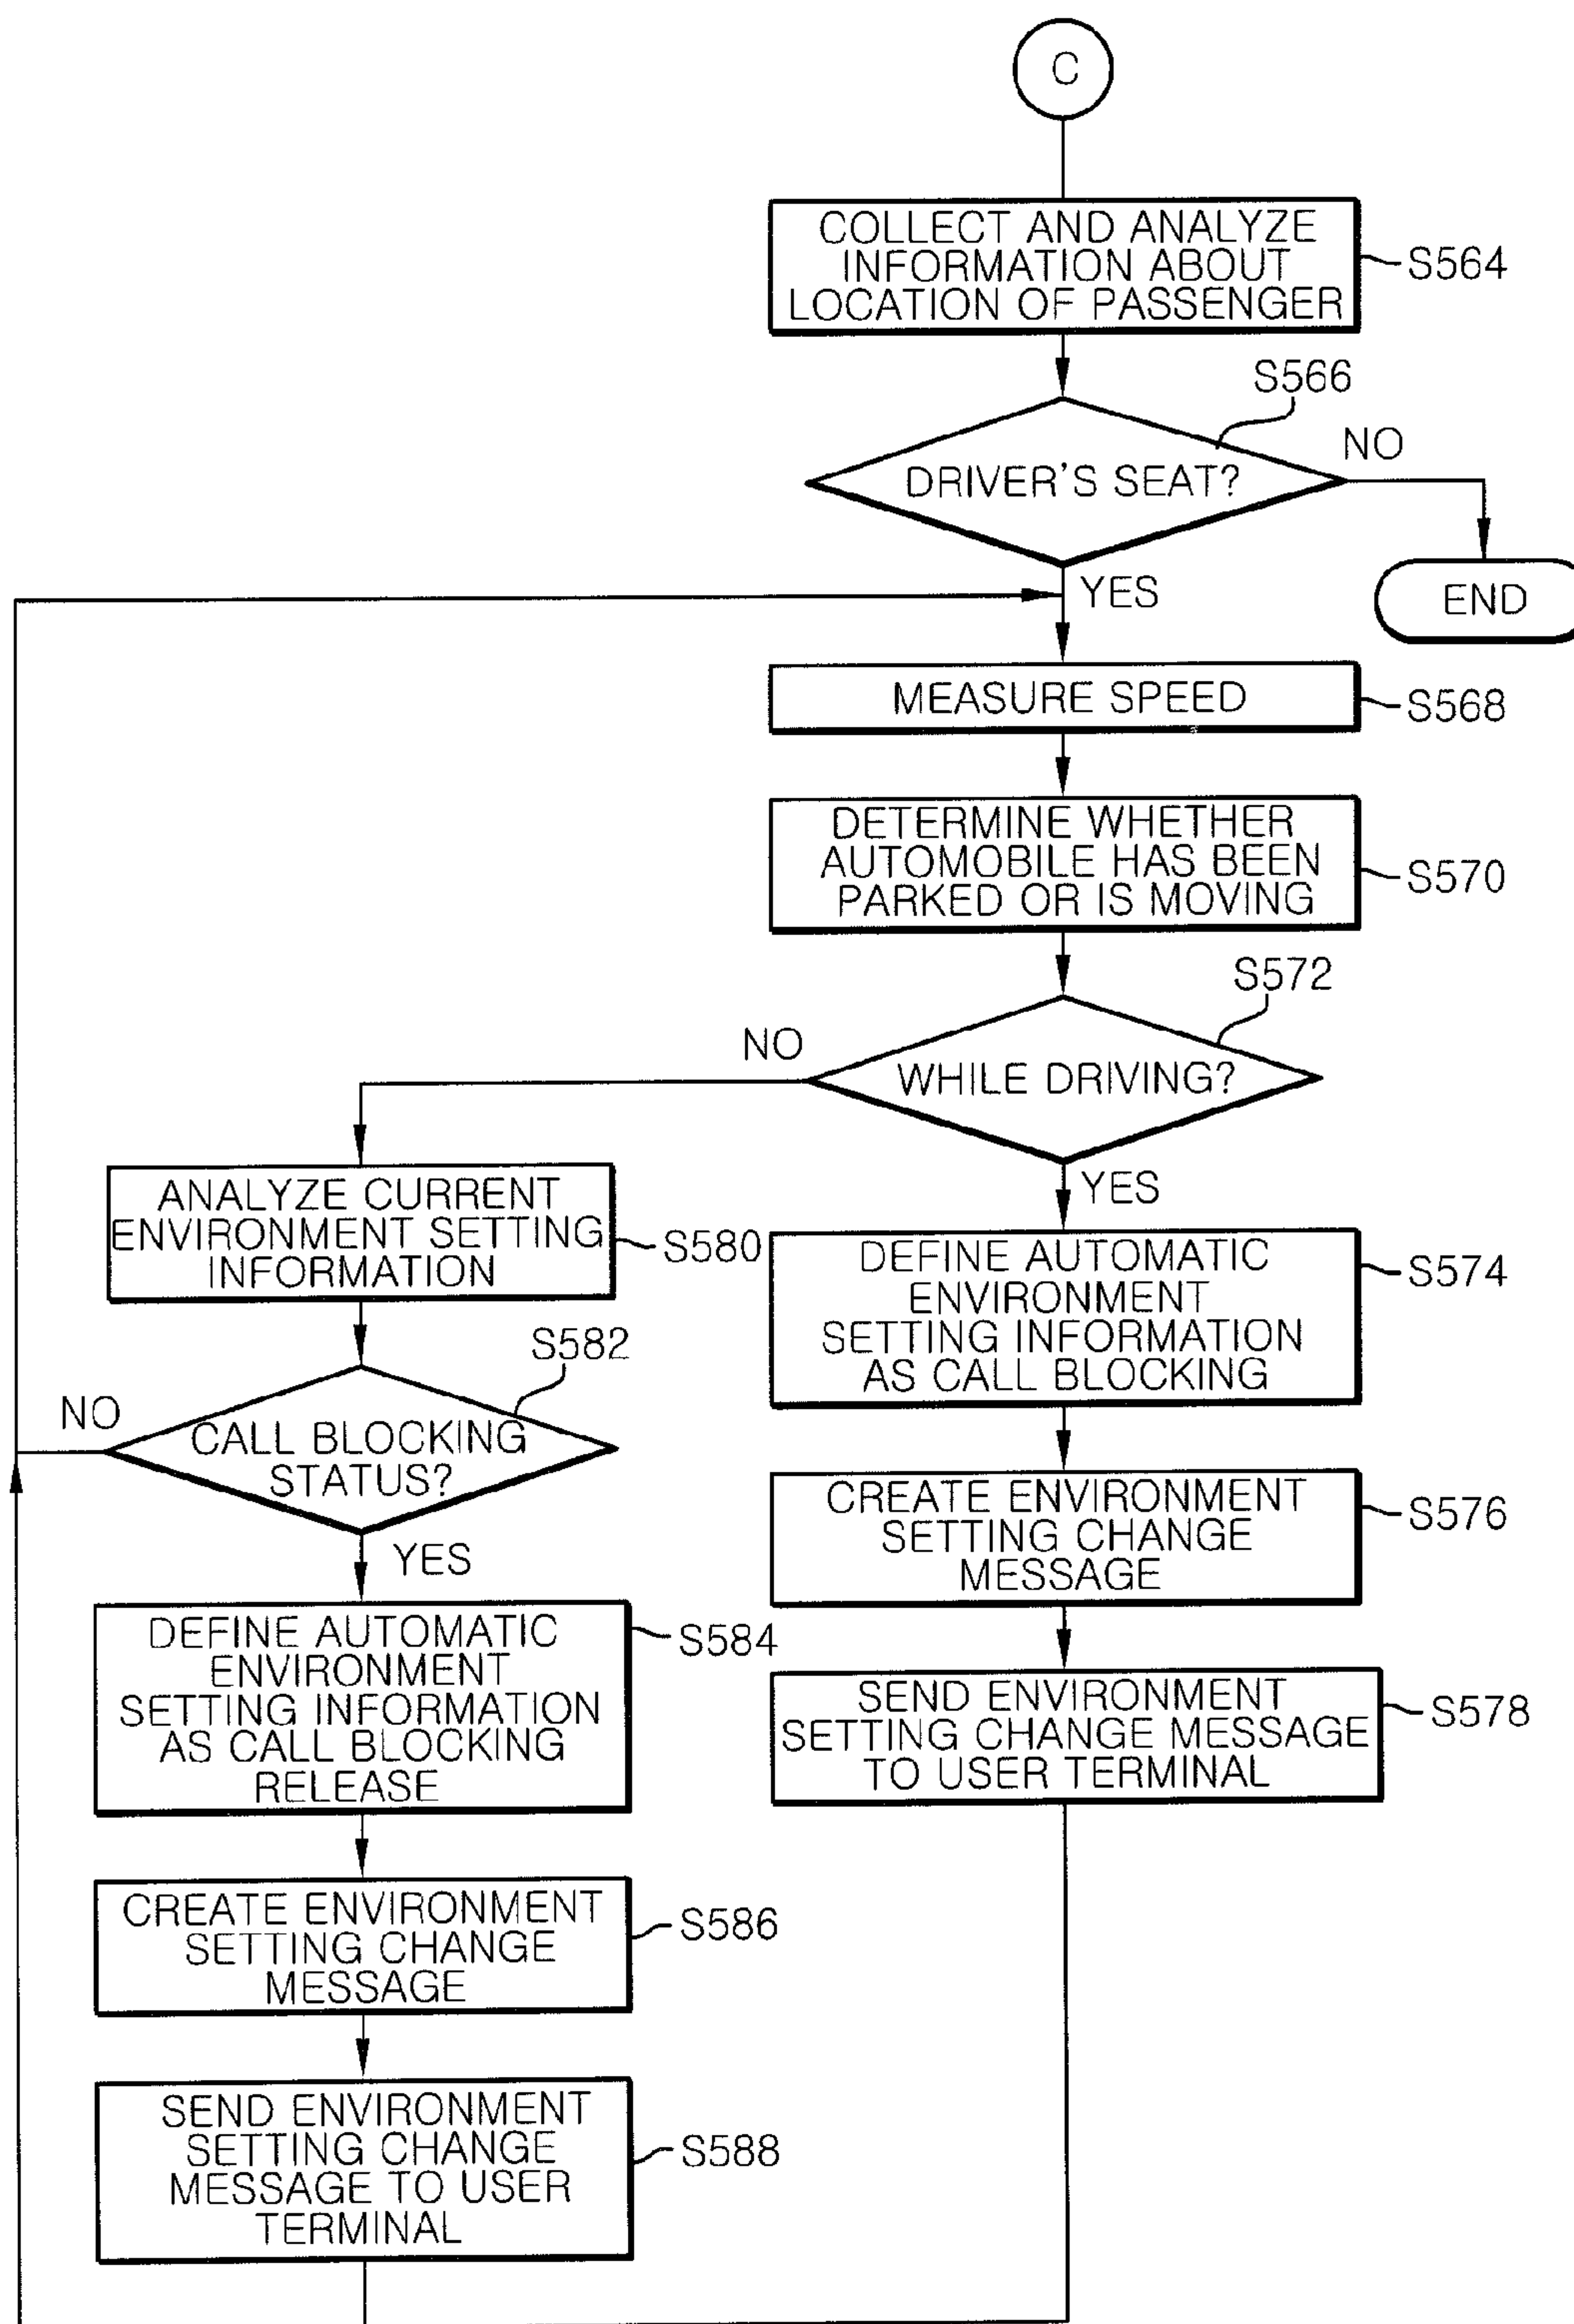 C
COLLECT AND ANALYZE
INFORMATION ABOUT
LOCATION OF PASSENGER
S564
S566
DRIVER'S SEAT?
NO
END
YES
MEASURE SPEED
S568
DETERMINE WHETHER
AUTOMOBILE HAS BEEN
PARKED OR IS MOVING
S570
S572
WHILE DRIVING?
NO
YES
ANALYZE CURRENT
ENVIRONMENT SETTING
INFORMATION
S580
DEFINE AUTOMATIC
ENVIRONMENT
SETTING INFORMATION
AS CALL BLOCKING
S574
S582
CALL BLOCKING
STATUS?
NO
YES
CREATE ENVIRONMENT
SETTING CHANGE
MESSAGE
S576
DEFINE AUTOMATIC
ENVIRONMENT
SETTING INFORMATION
AS CALL BLOCKING
RELEASE
S584
SEND ENVIRONMENT
SETTING CHANGE MESSAGE
TO USER TERMINAL
S578
CREATE ENVIRONMENT
SETTING CHANGE
MESSAGE
S586
SEND ENVIRONMENT
SETTING CHANGE
MESSAGE TO USER
TERMINAL
S588